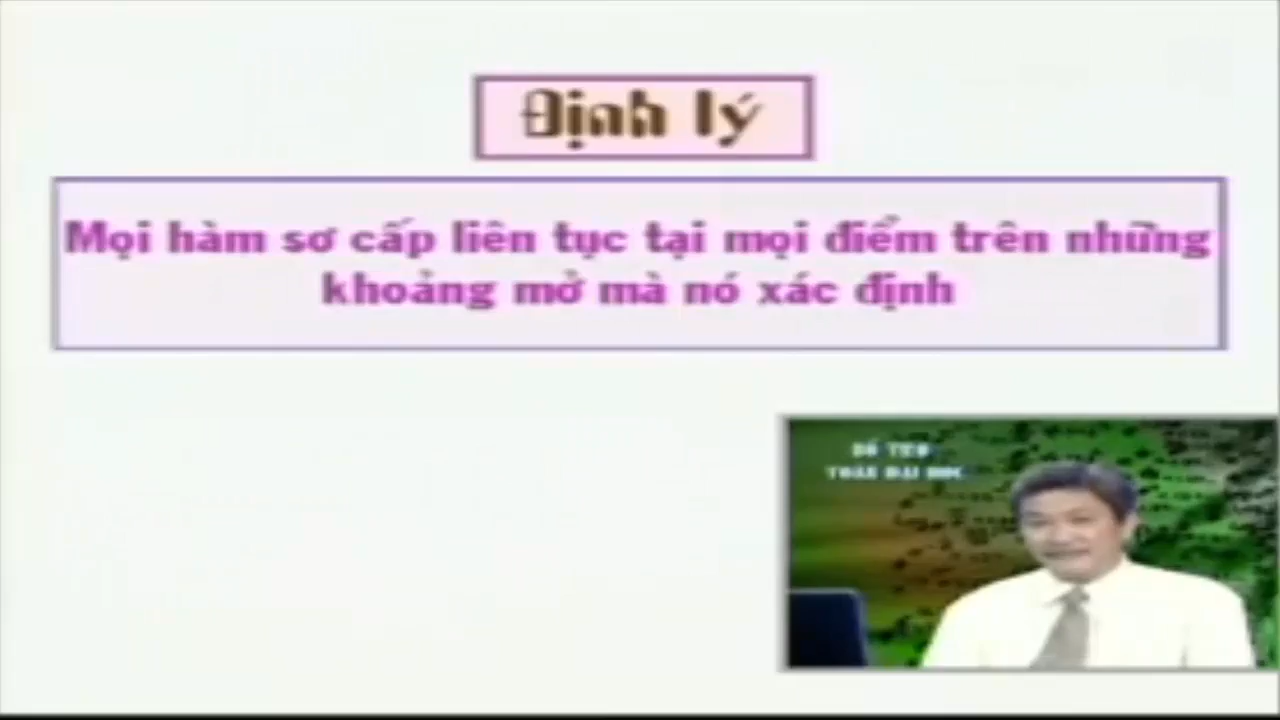 Định lý
Mọi hàm sơ cấp liên tục tại mọi điểm trên những
khoảng mở mà nó xác định